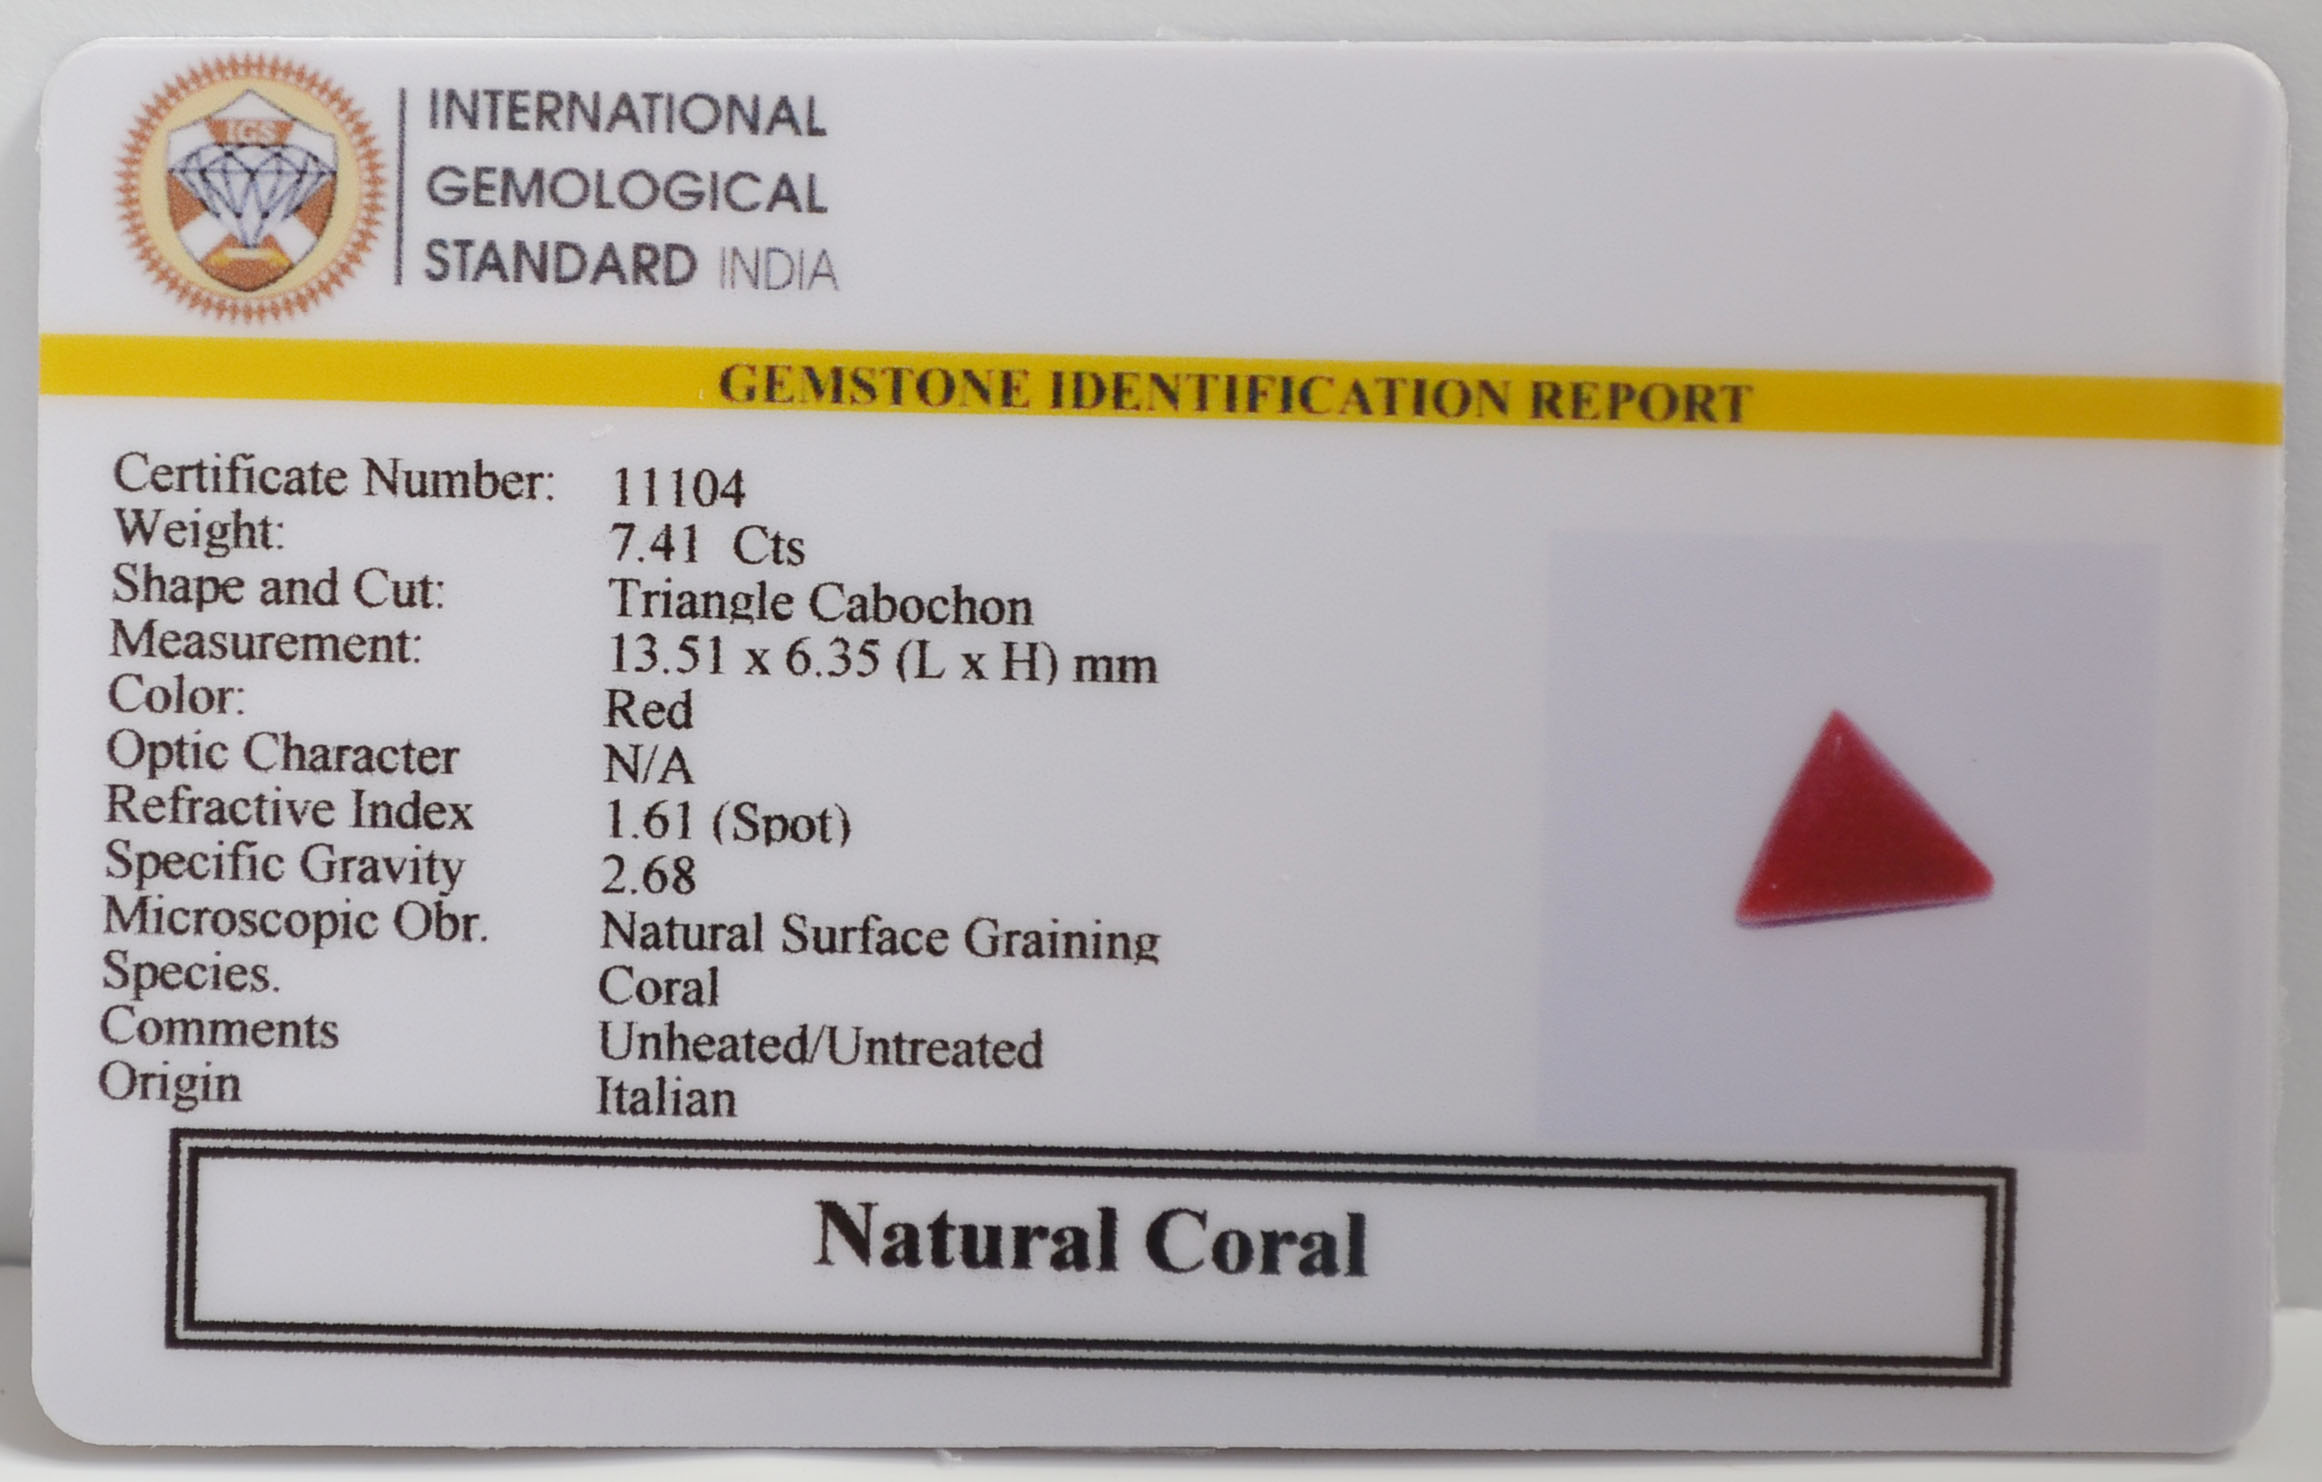 IGS
INTERNATIONAL
GEMOLOGICAL
STANDARD INDIA
GEMSTONE IDENTIFICATION REPORT
Certificate Number: 11104
Weight: 7.41 Cts
Shape and Cut: Triangle Cabochon
Measurement: 13.51 x 6.35 (L x H) mm
Color: Red
Optic Character N/A
Refractive Index 1.61 (Spot)
Specific Gravity 2.68
Microscopic Obr. Natural Surface Graining
Species. Coral
Comments Unheated/Untreated
Origin Italian
Natural Coral